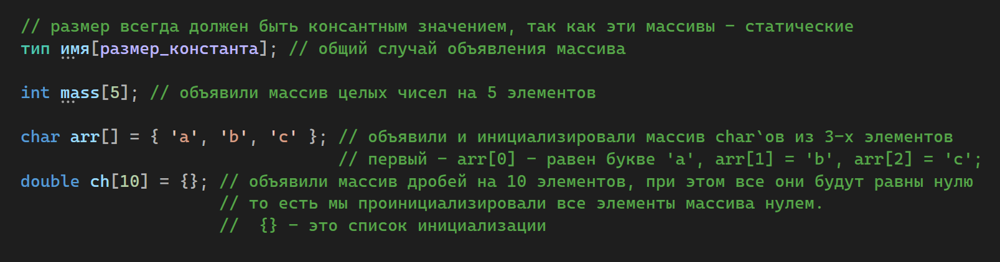 // размер всегда должен быть консантным значением, так как эти массивы - статические
тип имя[размер_константа]; // общий случай объявления массива
int mass[5]; // объявили массив целых чисел на 5 элементов
char arr[] = { 'a', 'b', 'c' }; // объявили и инициализировали массив char`ов из 3-х элементов
// первый - arr[0] - равен букве 'a', arr[1] = 'b', arr[2] = 'c';
double ch[10] = {}; // объявили массив дробей на 10 элементов, при этом все они будут равны нулю
// то есть мы проинициализировали все элементы массива нулем.
//  {} - это список инициализации